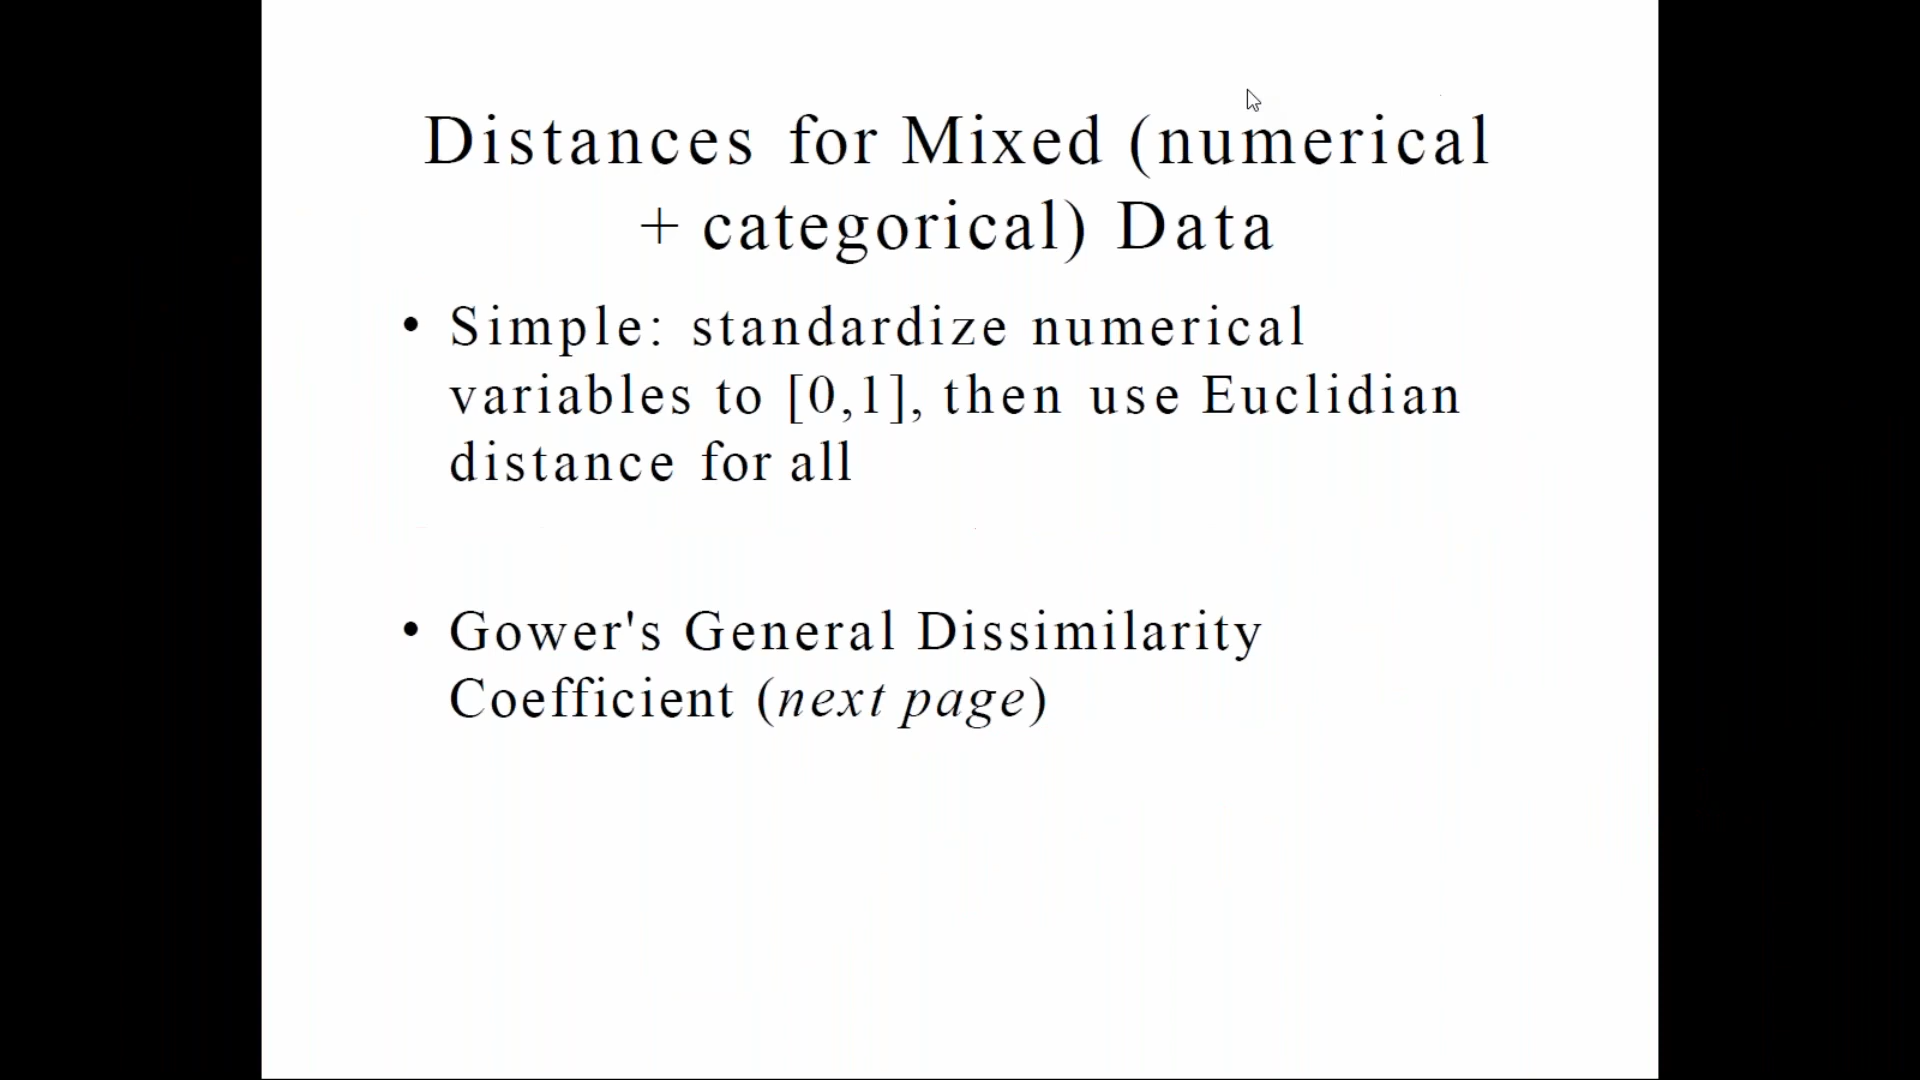 Distances for Mixed (numerical
+ categorical) Data
• Simple: standardize numerical
variables to [0,1], then use Euclidian
distance for all
• Gower's General Dissimilarity
Coefficient (next page)